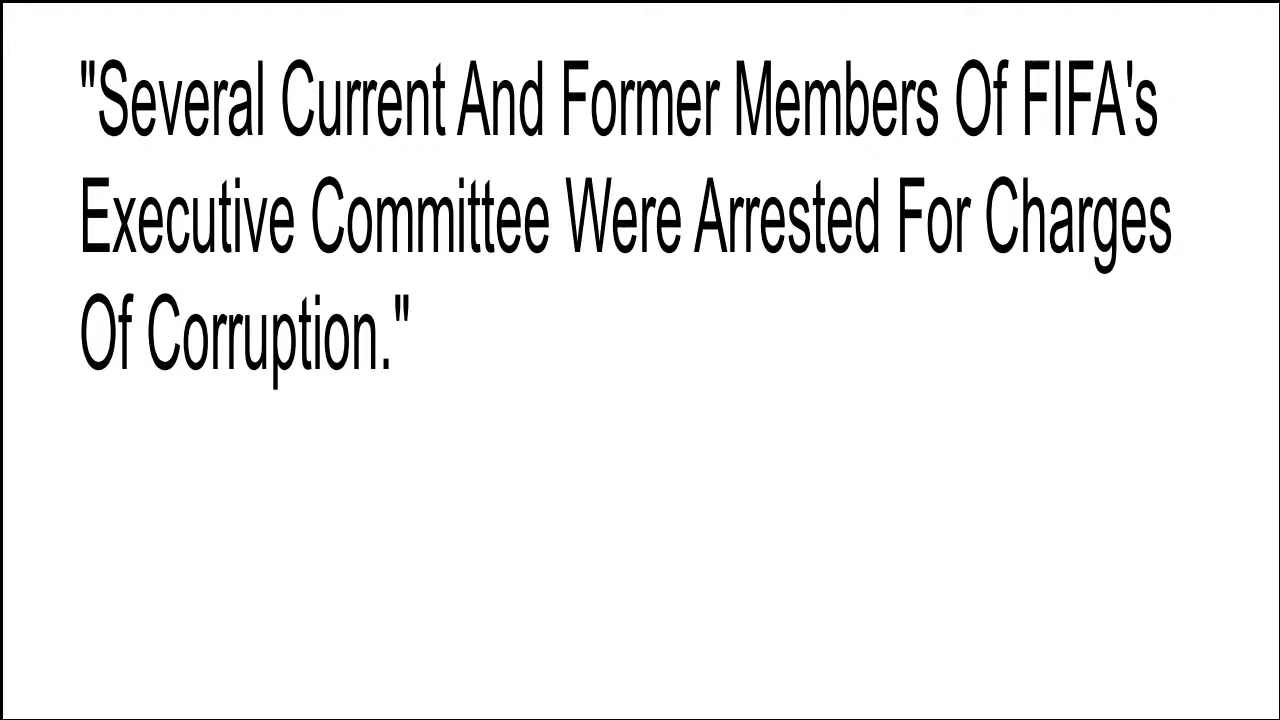 "Several Current And Former Members Of FIFA's
Executive Committee Were Arrested For Charges
Of Corruption."